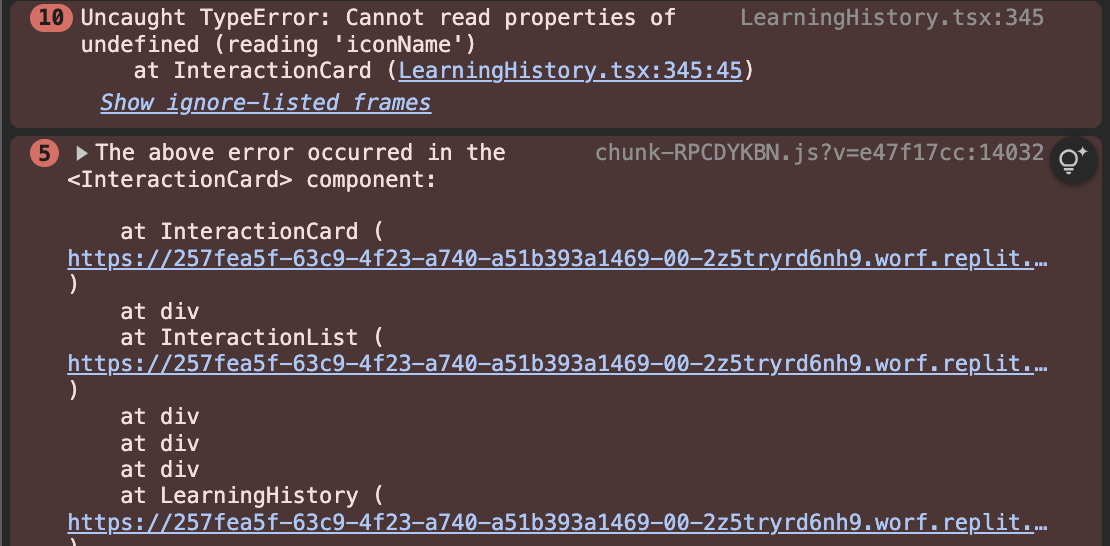 10 Uncaught TypeError: Cannot read properties of LearningHistory.tsx:345
undefined (reading 'iconName')
at InteractionCard (LearningHistory.tsx:345:45)
Show ignore-listed frames
5 ▶ The above error occurred in the chunk-RPCDYKBN.js?v=e47f17cc:14032
<InteractionCard> component:
at InteractionCard (
https://257fea5f-63c9-4f23-a740-a51b393a1469-00-2z5tryrd6nh9.worf.replit.…
)
at div
at InteractionList (
https://257fea5f-63c9-4f23-a740-a51b393a1469-00-2z5tryrd6nh9.worf.replit.…
)
at div
at div
at div
at LearningHistory (
https://257fea5f-63c9-4f23-a740-a51b393a1469-00-2z5tryrd6nh9.worf.replit.…
)